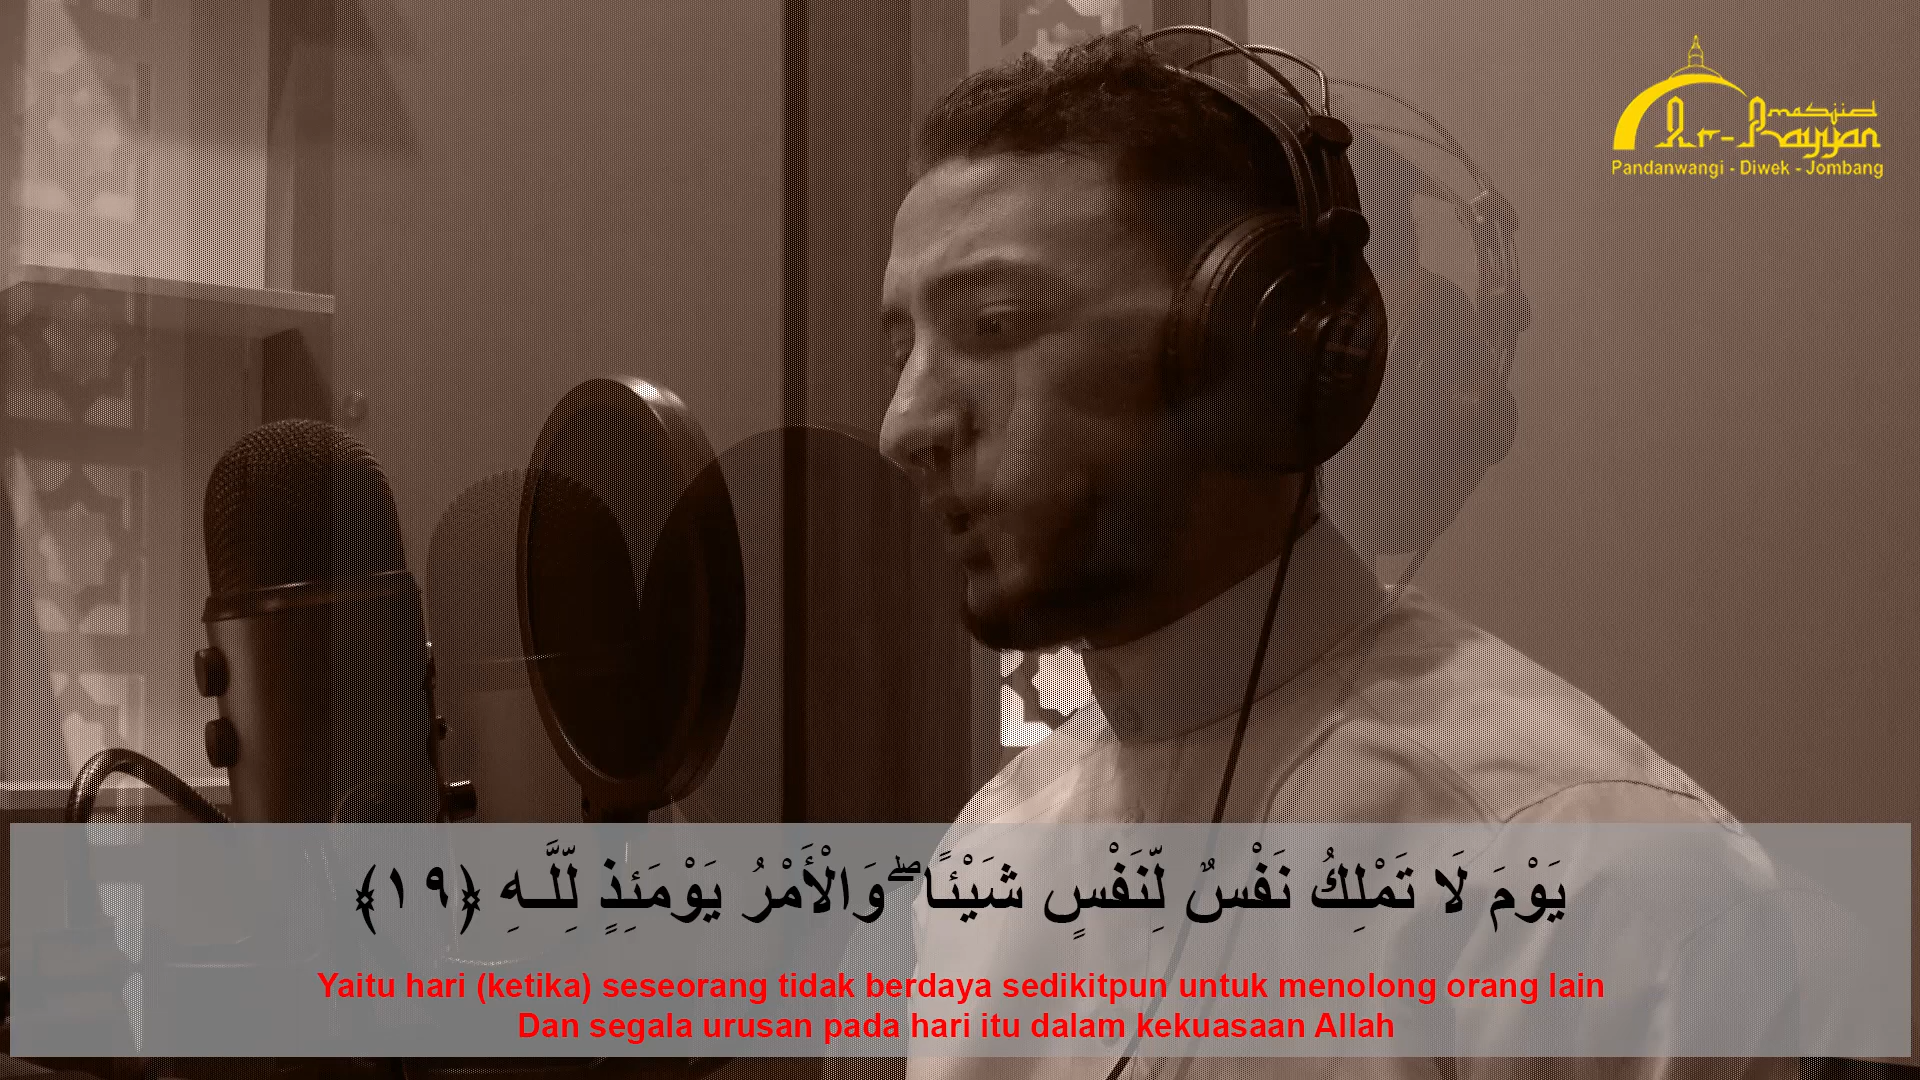 masjid
Ar-Rayyan
Pandanwangi - Diwek - Jombang
يَوْمَ لَا تَمْلِكُ نَفْسٌ لِّنَفْسٍ شَيْئًا ۖ وَالْأَمْرُ يَوْمَئِذٍ لِّلَّـهِ ﴿١٩﴾
Yaitu hari (ketika) seseorang tidak berdaya sedikitpun untuk menolong orang lain
Dan segala urusan pada hari itu dalam kekuasaan Allah